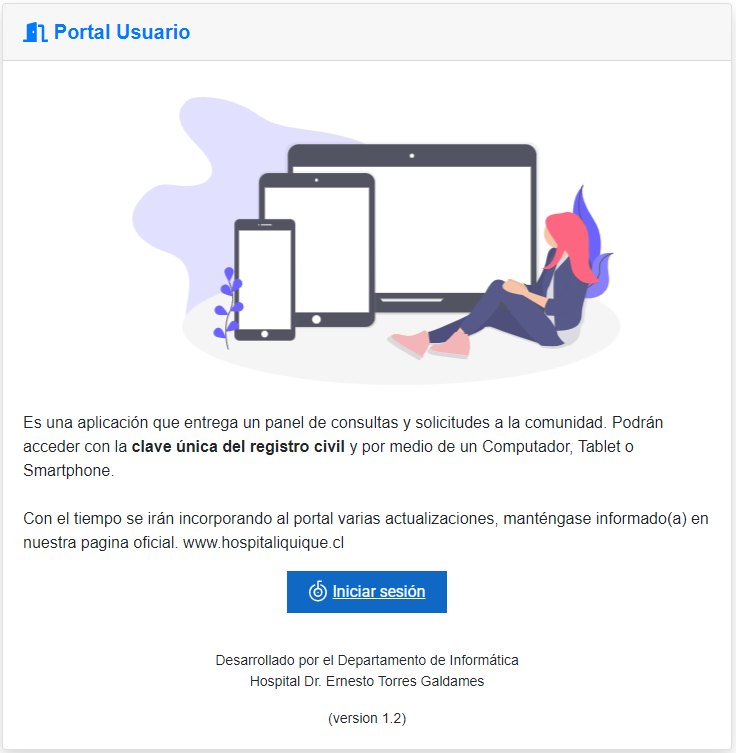 Portal Usuario
Es una aplicación que entrega un panel de consultas y solicitudes a la comunidad. Podrán
acceder con la clave única del registro civil y por medio de un Computador, Tablet o
Smartphone.
Con el tiempo se irán incorporando al portal varias actualizaciones, manténgase informado(a) en
nuestra pagina oficial. www.hospitaliquique.cl
Iniciar sesión
Desarrollado por el Departamento de Informática
Hospital Dr. Ernesto Torres Galdames
(version 1.2)